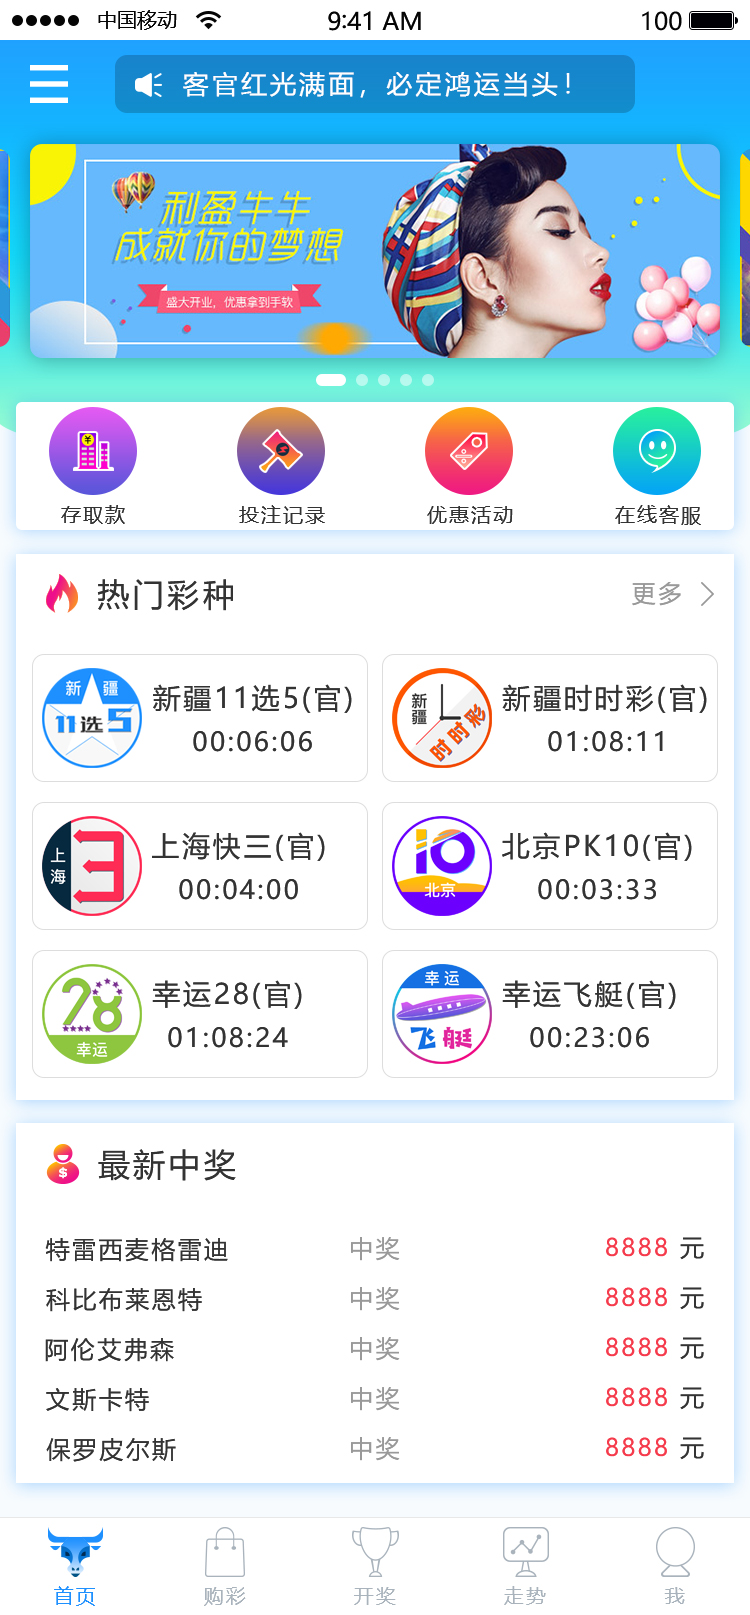 中国移动 9:41 AM 100
客官红光满面，必定鸿运当头！
利盈牛牛
成就你的梦想
盛大开业，优惠拿到手软
存取款 投注记录 优惠活动 在线客服
热门彩种 更多
新疆 11选5 新疆11选5(官) 新疆 时时彩 新疆时时彩(官)
00:06:06 01:08:11
上海 3 上海快三(官) 10 北京 北京PK10(官)
00:04:00 00:03:33
28 幸运 幸运28(官) 幸运 飞艇 幸运飞艇(官)
01:08:24 00:23:06
最新中奖
特雷西麦格雷迪 中奖 8888 元
科比布莱恩特 中奖 8888 元
阿伦艾弗森 中奖 8888 元
文斯卡特 中奖 8888 元
保罗皮尔斯 中奖 8888 元
首页 购彩 开奖 走势 我